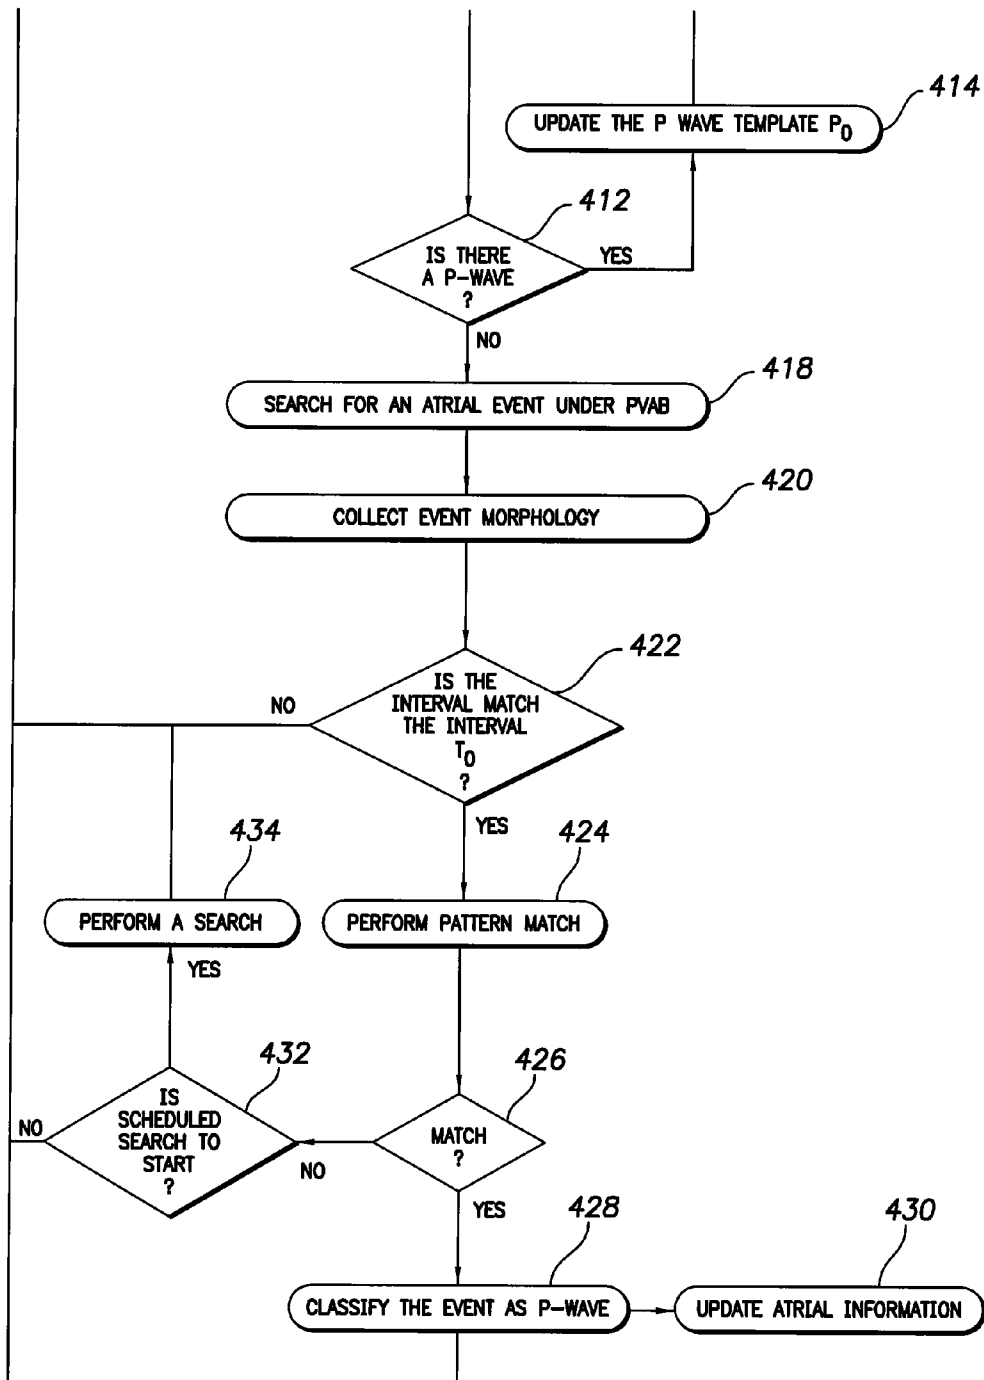 414
UPDATE THE P WAVE TEMPLATE P0
412
IS THERE
A P-WAVE
?
YES
NO
418
SEARCH FOR AN ATRIAL EVENT UNDER PVAB
420
COLLECT EVENT MORPHOLOGY
422
IS THE
INTERVAL MATCH
THE INTERVAL
T0
?
NO
YES
434
PERFORM A SEARCH
424
PERFORM PATTERN MATCH
YES
432
IS
SCHEDULED
SEARCH TO
START
?
NO
426
MATCH
?
NO
YES
428
CLASSIFY THE EVENT AS P-WAVE
430
UPDATE ATRIAL INFORMATION